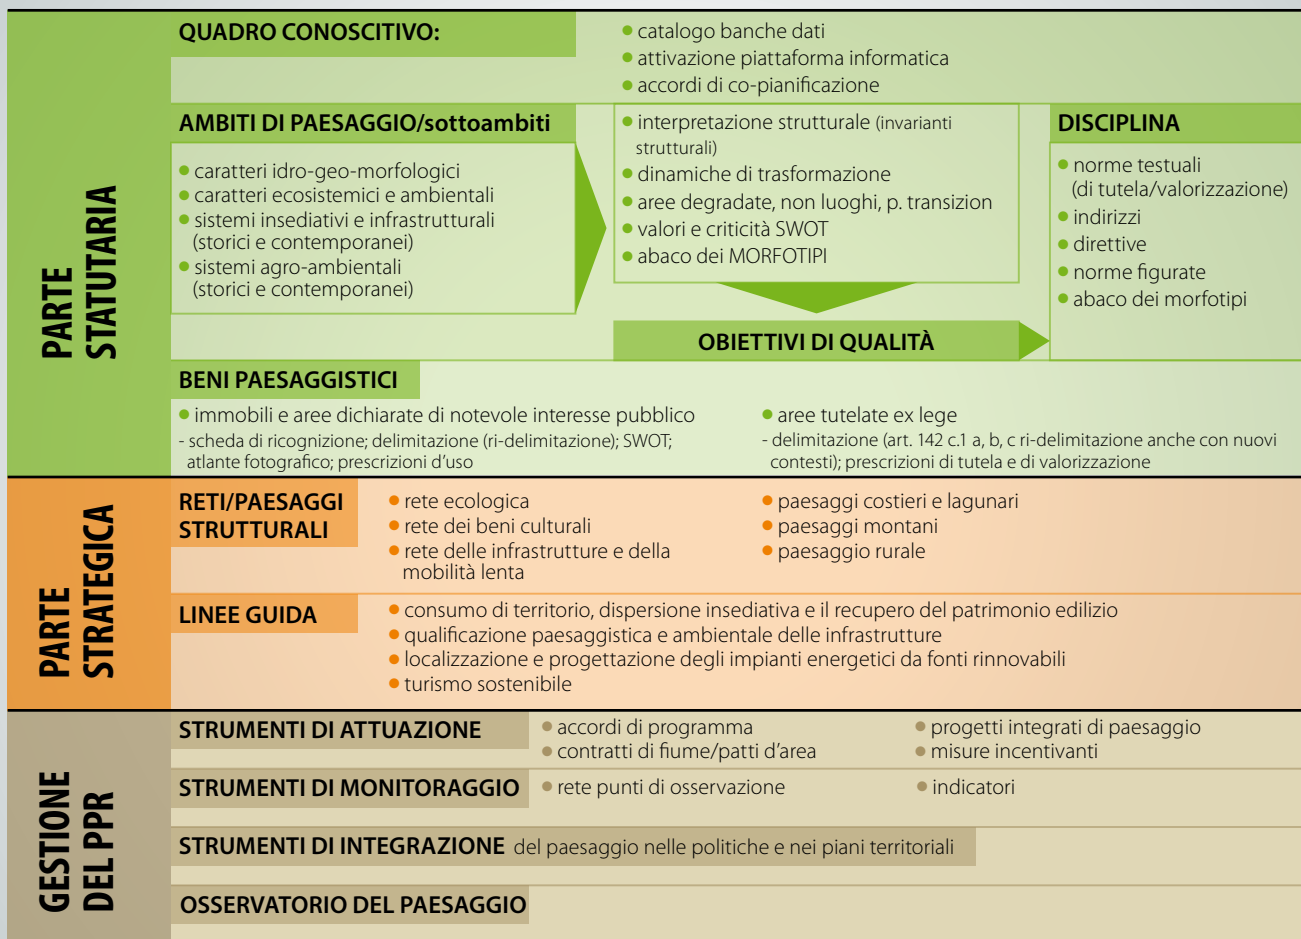 PARTE
STATUTARIA
QUADRO CONOSCITIVO:
• catalogo banche dati
• attivazione piattaforma informatica
• accordi di co-pianificazione
AMBITI DI PAESAGGIO/sottoambiti
• caratteri idro-geo-morfologici
• caratteri ecosistemici e ambientali
• sistemi insediativi e infrastrutturali
(storici e contemporanei)
• sistemi agro-ambientali
(storici e contemporanei)
• interpretazione strutturale (invarianti
strutturali)
• dinamiche di trasformazione
• aree degradate, non luoghi, p. transizion
• valori e criticità SWOT
• abaco dei MORFOTIPI
OBIETTIVI DI QUALITÀ
DISCIPLINA
• norme testuali
(di tutela/valorizzazione)
• indirizzi
• direttive
• norme figurate
• abaco dei morfotipi
BENI PAESAGGISTICI
• immobili e aree dichiarate di notevole interesse pubblico
- scheda di ricognizione; delimitazione (ri-delimitazione); SWOT;
atlante fotografico; prescrizioni d'uso
• aree tutelate ex lege
- delimitazione (art. 142 c.1 a, b, c ri-delimitazione anche con nuovi
contesti); prescrizioni di tutela e di valorizzazione
PARTE
STRATEGICA
RETI/PAESAGGI
STRUTTURALI
• rete ecologica
• rete dei beni culturali
• rete delle infrastrutture e della
mobilità lenta
• paesaggi costieri e lagunari
• paesaggi montani
• paesaggio rurale
LINEE GUIDA
• consumo di territorio, dispersione insediativa e il recupero del patrimonio edilizio
• qualificazione paesaggistica e ambientale delle infrastrutture
• localizzazione e progettazione degli impianti energetici da fonti rinnovabili
• turismo sostenibile
GESTIONE
DEL PPR
STRUMENTI DI ATTUAZIONE
• accordi di programma
• contratti di fiume/patti d'area
• progetti integrati di paesaggio
• misure incentivanti
STRUMENTI DI MONITORAGGIO
• rete punti di osservazione
• indicatori
STRUMENTI DI INTEGRAZIONE del paesaggio nelle politiche e nei piani territoriali
OSSERVATORIO DEL PAESAGGIO